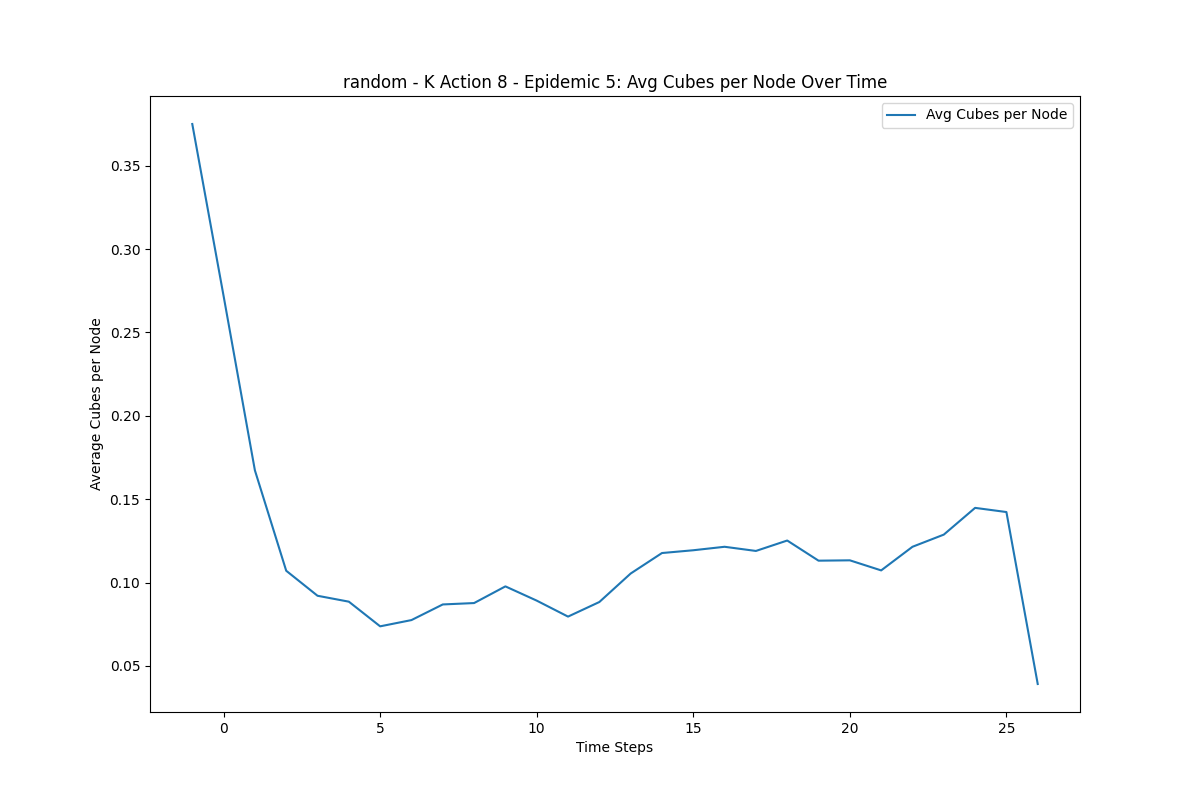 random - K Action 8 - Epidemic 5: Avg Cubes per Node Over Time
Avg Cubes per Node
0.35
0.30
0.25
0.20
0.15
0.10
0.05
Average Cubes per Node
0 5 10 15 20 25
Time Steps